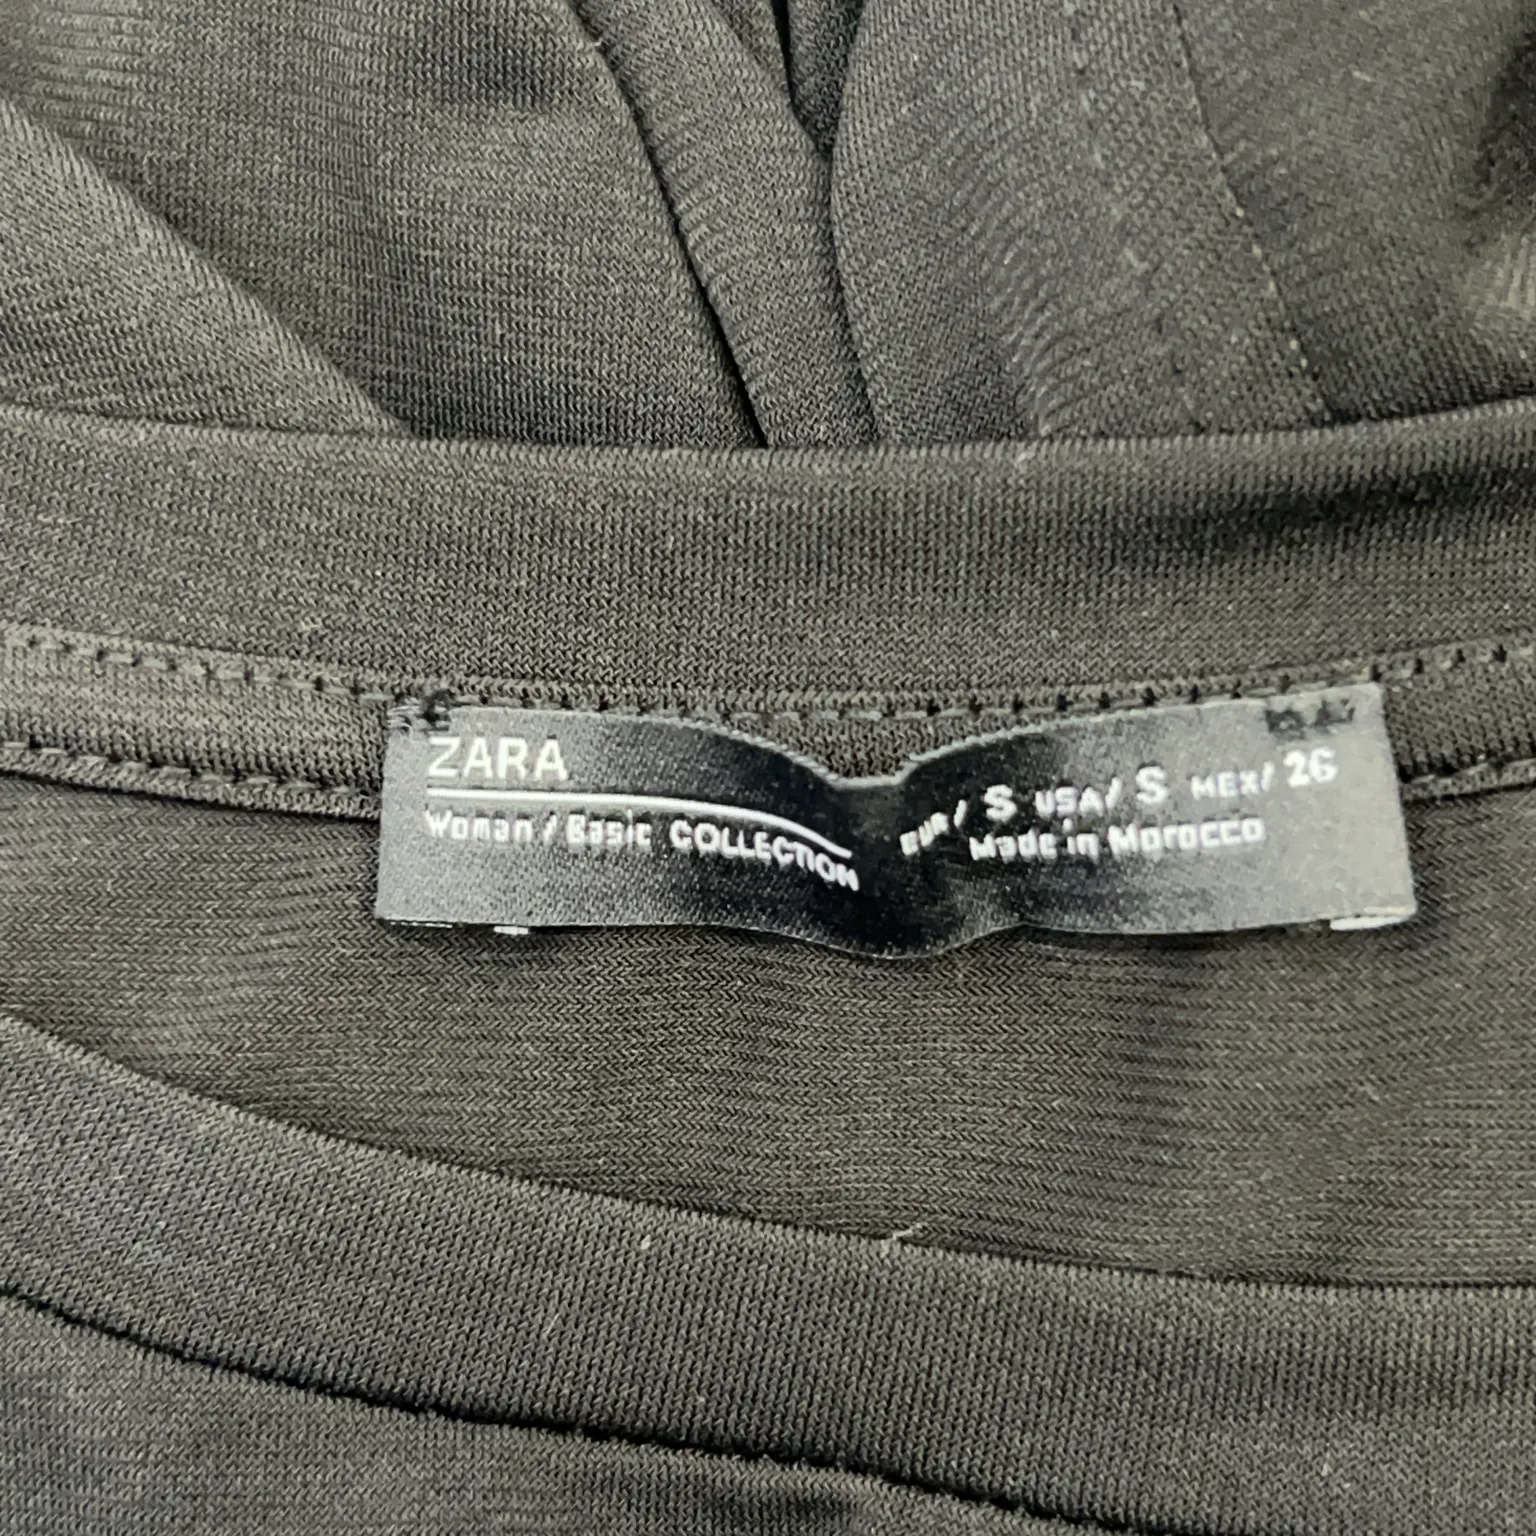 ZARA
Woman / Basic COLLECTION
EUR/ S USA/ S MEX/ 26
Made in Morocco